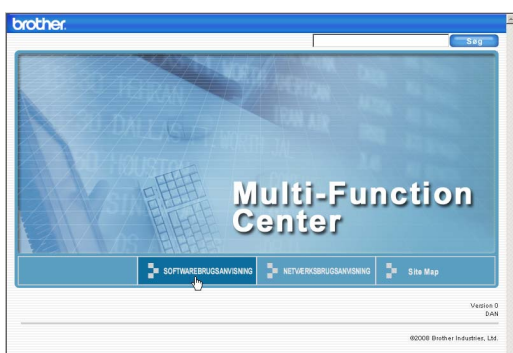 brother.
Søg
Multi-Function
Center
SOFTWAREBRUGSANVISNING NETVÆRKSBRUGSANVISNING Site Map
Version 0
DAN
©2008 Brother Industries, Ltd.